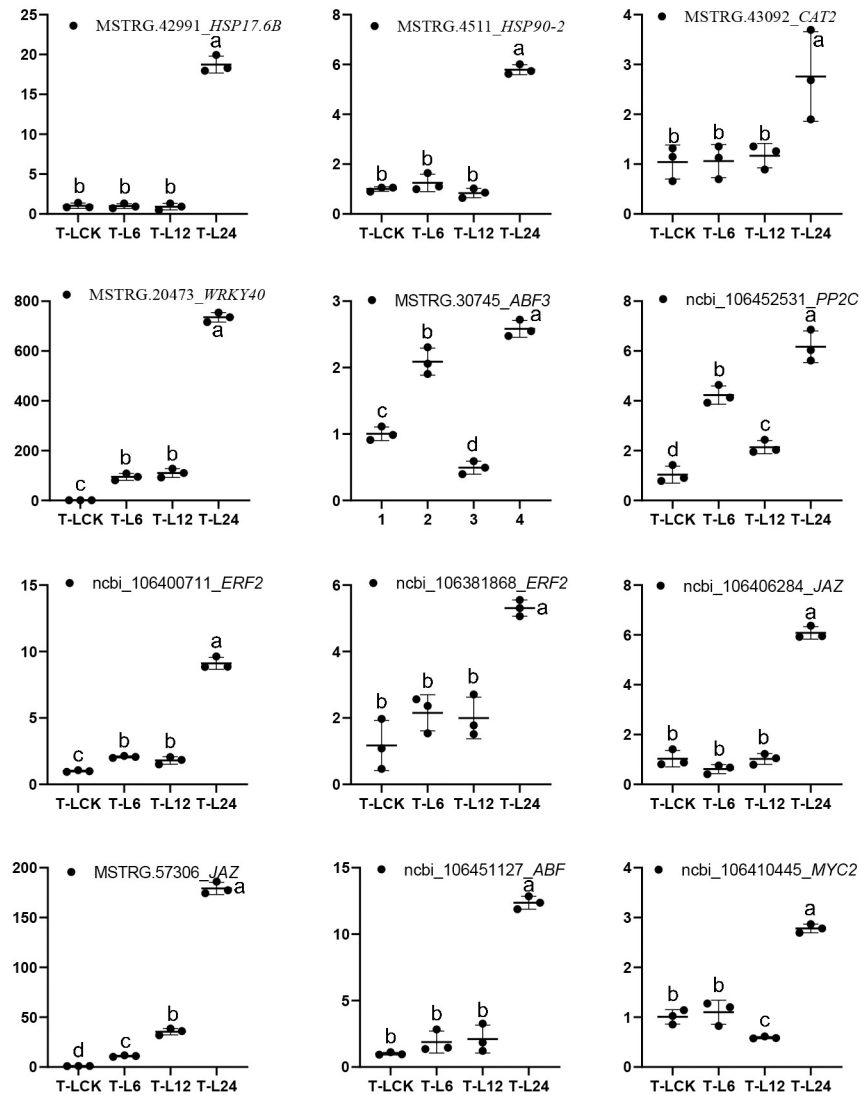 MSTRG.42991_HSP17.6B
25
20
15
10
5
0
a
b b b
T-LCK T-L6 T-L12 T-L24
MSTRG.4511_HSP90-2
8
6
4
2
0
a
b b b
T-LCK T-L6 T-L12 T-L24
MSTRG.43092_CAT2
4
3
2
1
0
a
b b b
T-LCK T-L6 T-L12 T-L24
MSTRG.20473_WRKY40
800
600
400
200
0
a
b b
c
T-LCK T-L6 T-L12 T-L24
MSTRG.30745_ABF3
3
2
1
0
a
b
c
d
1 2 3 4
ncbi_106452531_PP2C
8
6
4
2
0
a
b
c
d
T-LCK T-L6 T-L12 T-L24
ncbi_106400711_ERF2
15
10
5
0
a
c b b
T-LCK T-L6 T-L12 T-L24
ncbi_106381868_ERF2
6
4
2
0
a
b b b
T-LCK T-L6 T-L12 T-L24
ncbi_106406284_JAZ
8
6
4
2
0
a
b b b
T-LCK T-L6 T-L12 T-L24
MSTRG.57306_JAZ
200
150
100
50
0
a
b
d c
T-LCK T-L6 T-L12 T-L24
ncbi_106451127_ABF
15
10
5
0
a
b b b
T-LCK T-L6 T-L12 T-L24
ncbi_106410445_MYC2
4
3
2
1
0
a
b b
c
T-LCK T-L6 T-L12 T-L24